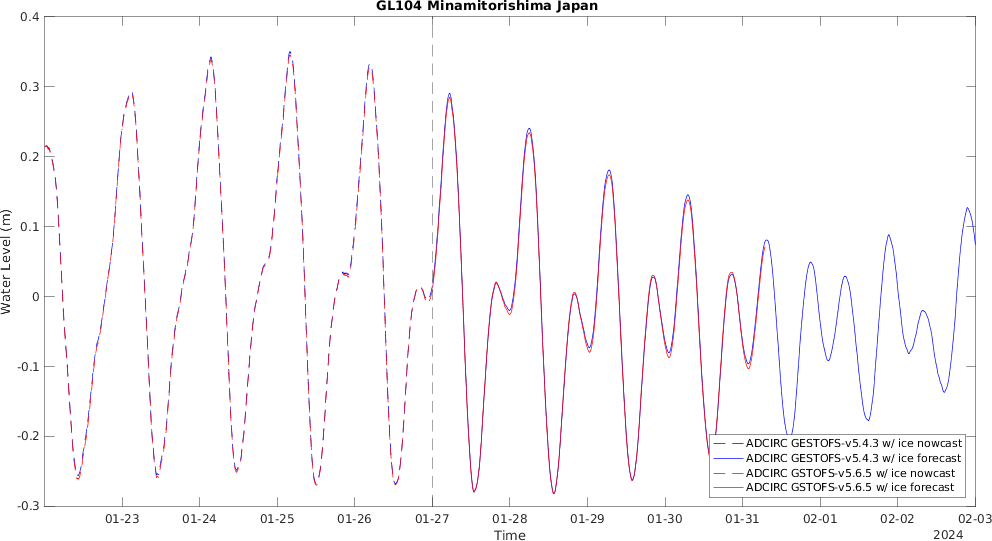 GL104 Minamitorishima Japan
Water Level (m)
0.4
0.3
0.2
0.1
0
-0.1
-0.2
-0.3
01-23 01-24 01-25 01-26 01-27 01-28 01-29 01-30 01-31 02-01 02-02 02-03
Time
2024
ADCIRC GESTOFS-v5.4.3 w/ ice nowcast
ADCIRC GESTOFS-v5.4.3 w/ ice forecast
ADCIRC GSTOFS-v5.6.5 w/ ice nowcast
ADCIRC GSTOFS-v5.6.5 w/ ice forecast